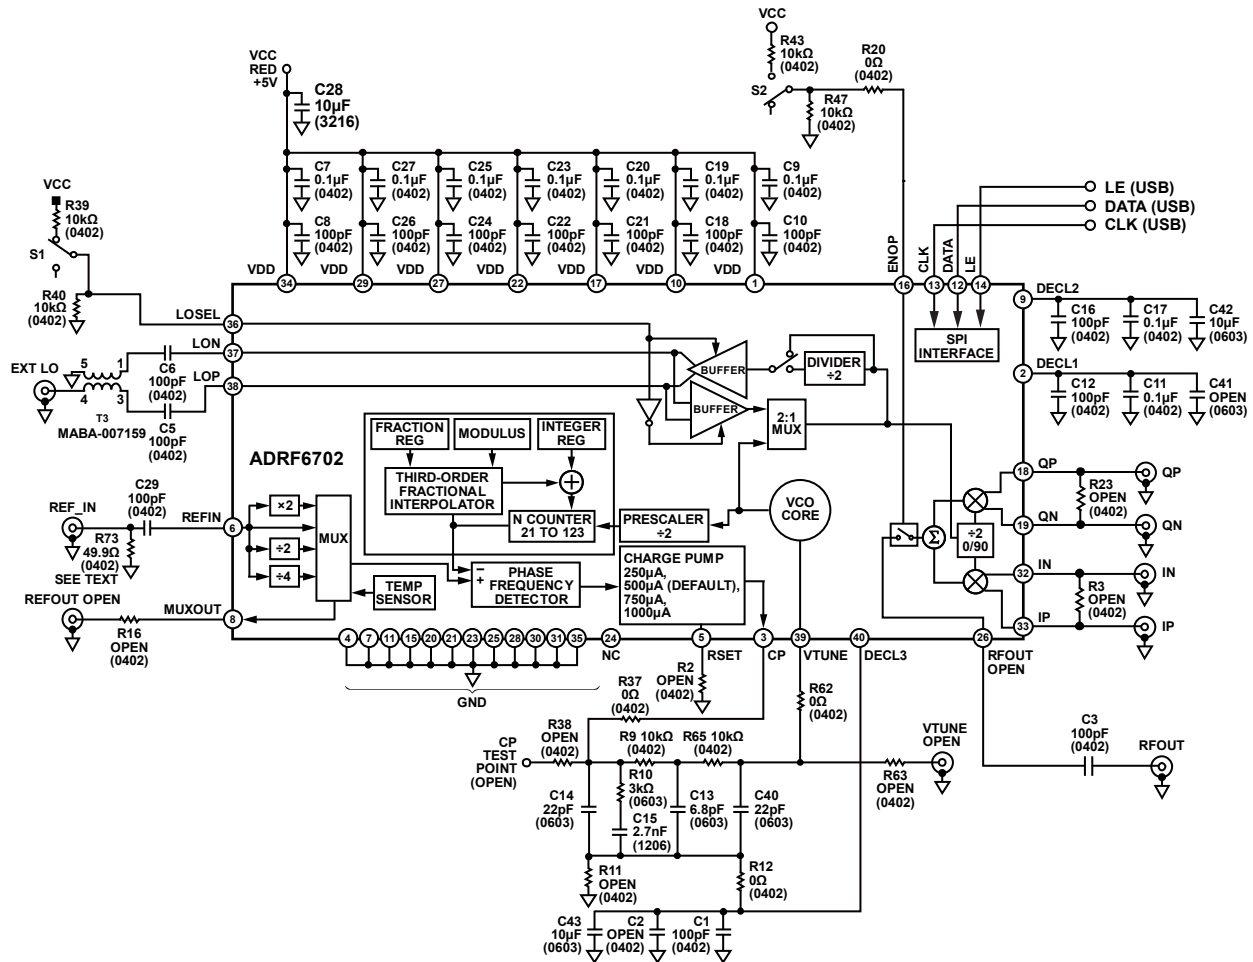 VCC
RED
+5V
C28
10µF
(3216)
VCC
R43
10kΩ
(0402)
R20
0Ω
(0402)
S2
R47
10kΩ
(0402)
VCC
R39
10kΩ
(0402)
S1
R40
10kΩ
(0402)
C7
0.1µF
(0402)
C27
0.1µF
(0402)
C25
0.1µF
(0402)
C23
0.1µF
(0402)
C20
0.1µF
(0402)
C19
0.1µF
(0402)
C9
0.1µF
(0402)
C8
100pF
(0402)
C26
100pF
(0402)
C24
100pF
(0402)
C22
100pF
(0402)
C21
100pF
(0402)
C18
100pF
(0402)
C10
100pF
(0402)
LE (USB)
DATA (USB)
CLK (USB)
VDD
VDD
VDD
VDD
VDD
VDD
VDD
34
29
27
22
17
10
1
ENOP
CLK
DATA
LE
16
13
12
14
SPI
INTERFACE
9
DECL2
C16
100pF
(0402)
C17
0.1µF
(0402)
C42
10µF
(0603)
2
DECL1
C12
100pF
(0402)
C11
0.1µF
(0402)
C41
OPEN
(0603)
LOSEL
36
LON
37
LOP
38
EXT LO
5
1
4
3
T3
MABA-007159
C6
100pF
(0402)
C5
100pF
(0402)
BUFFER
BUFFER
DIVIDER
÷2
2:1
MUX
ADRF6702
FRACTION
REG
MODULUS
INTEGER
REG
THIRD-ORDER
FRACTIONAL
INTERPOLATOR
+
N COUNTER
21 TO 123
PRESCALER
÷2
VCO
CORE
REF_IN
C29
100pF
(0402)
R73
49.9Ω
(0402)
SEE TEXT
REFIN
6
×2
÷2
÷4
MUX
TEMP
SENSOR
−
+
PHASE
FREQUENCY
DETECTOR
CHARGE PUMP
250µA,
500µA (DEFAULT),
750µA,
1000µA
REFOUT OPEN
R16
OPEN
(0402)
MUXOUT
8
Σ
÷2
0/90
18
QP
19
QN
32
IN
33
IP
R23
OPEN
(0402)
R3
OPEN
(0402)
QP
QN
IN
IP
4
7
11
15
20
21
23
25
28
30
31
35
24
5
3
39
40
26
GND
NC
RSET
CP
VTUNE
DECL3
RFOUT
OPEN
R2
OPEN
(0402)
R37
0Ω
(0402)
R62
0Ω
(0402)
CP
TEST
POINT
(OPEN)
R38
OPEN
(0402)
R9 10kΩ
(0402)
R65 10kΩ
(0402)
R63
OPEN
(0402)
VTUNE
OPEN
C3
100pF
(0402)
RFOUT
C14
22pF
(0603)
R10
3kΩ
(0603)
C15
2.7nF
(1206)
C13
6.8pF
(0603)
C40
22pF
(0603)
R11
OPEN
(0402)
R12
0Ω
(0402)
C43
10µF
(0603)
C2
OPEN
(0402)
C1
100pF
(0402)